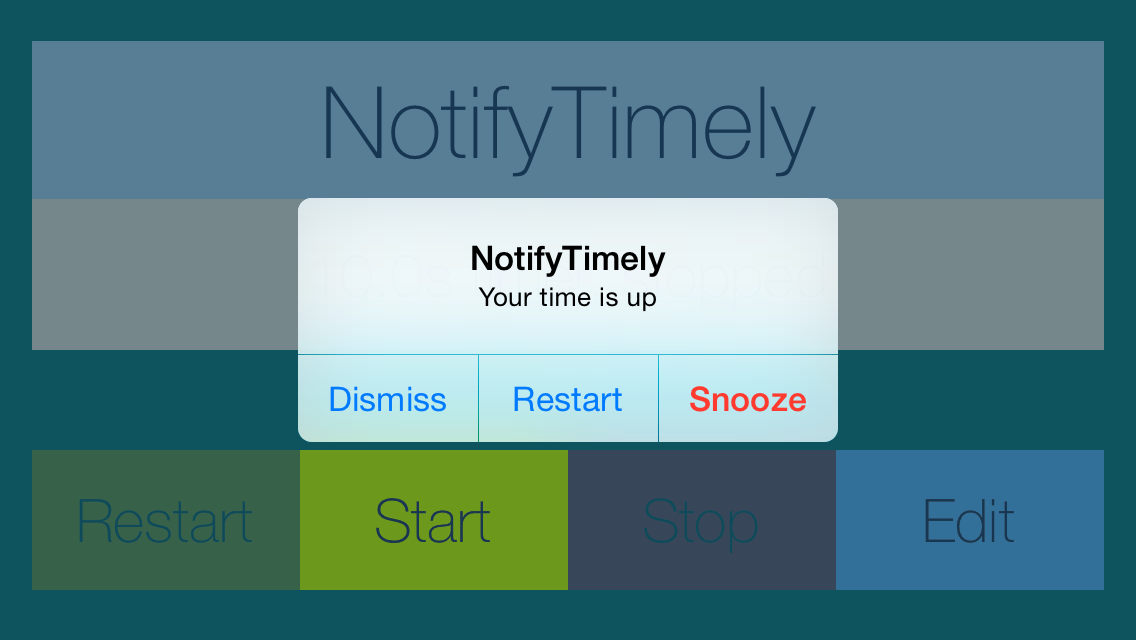 NotifyTimely
NotifyTimely
Your time is up
Dismiss Restart Snooze
Restart Start Stop Edit